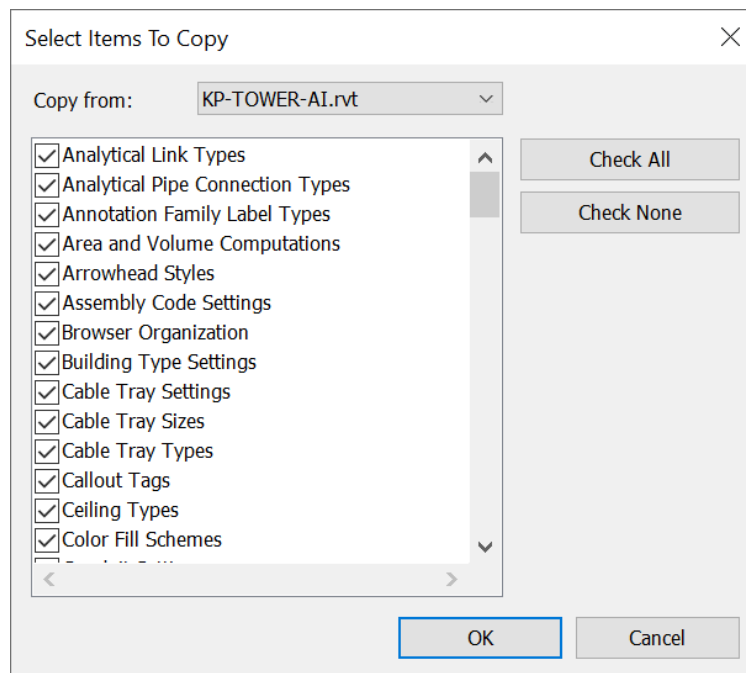 Select Items To Copy
Copy from: KP-TOWER-AI.rvt
Analytical Link Types
Analytical Pipe Connection Types
Annotation Family Label Types
Area and Volume Computations
Arrowhead Styles
Assembly Code Settings
Browser Organization
Building Type Settings
Cable Tray Settings
Cable Tray Sizes
Cable Tray Types
Callout Tags
Ceiling Types
Color Fill Schemes
Check All
Check None
OK
Cancel